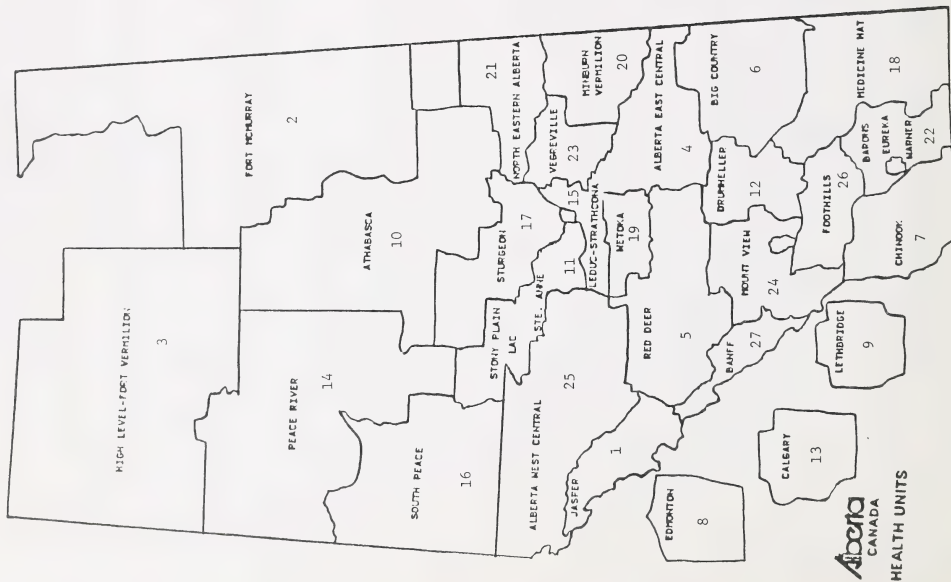 HIGH LEVEL-FORT VERMILION
3
FORT MCMURRAY
2
PEACE RIVER
14
ATHABASCA
10
SOUTH PEACE
16
STURGEON
17
NORTH EASTERN ALBERTA
21
STONY PLAIN
LAC
STE. ANNE
11
15
VEGREVILLE
23
MINBURN
VERMILION
20
ALBERTA WEST CENTRAL
25
LEDUC-STRATHCONA
WETOKA
19
ALBERTA EAST CENTRAL
4
JASPER
1
RED DEER
5
DRUMHELLER
12
BIG COUNTRY
6
BANFF
27
MOUNT VIEW
24
FOOTHILLS
26
MEDICINE HAT
18
BARONS
EUREKA
WARNER
22
CHINOOK
7
EDMONTON
8
CALGARY
13
LETHBRIDGE
9
Alberta
CANADA
HEALTH UNITS